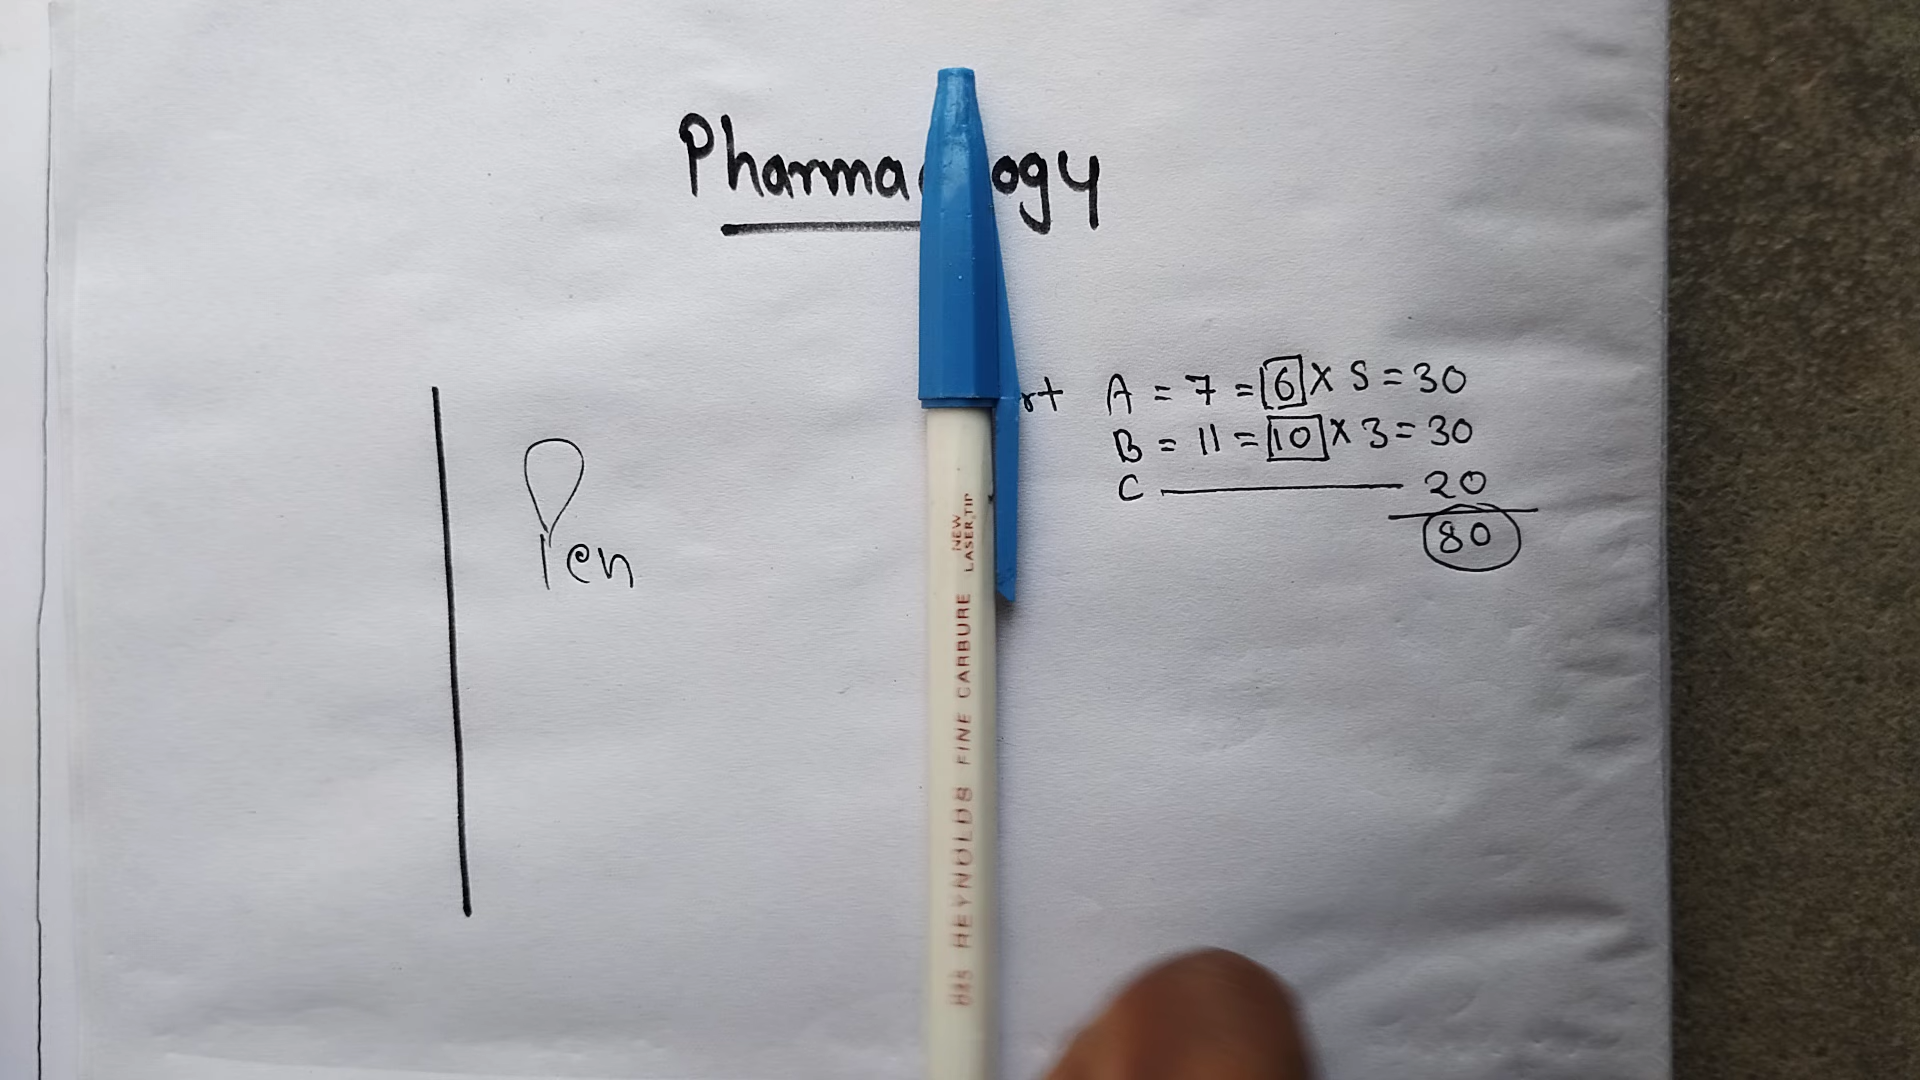 Pharma ogy
rt A = 7 = 6 X 5 = 30
B = 11 = 10 X 3 = 30
C 20
80
Pen
NEW
LASER TIP
REYNOLDS FINE CARBURE